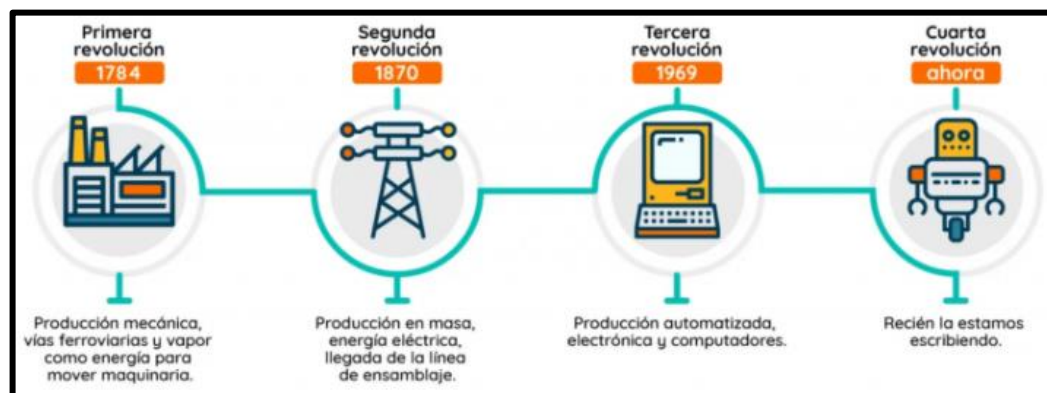 Primera
revolución
1784
Producción mecánica,
vías ferroviarias y vapor
como energía para
mover maquinaria.
Segunda
revolución
1870
Producción en masa,
energía eléctrica,
llegada de la línea
de ensamblaje.
Tercera
revolución
1969
Producción automatizada,
electrónica y computadores.
Cuarta
revolución
ahora
Recién la estamos
escribiendo.